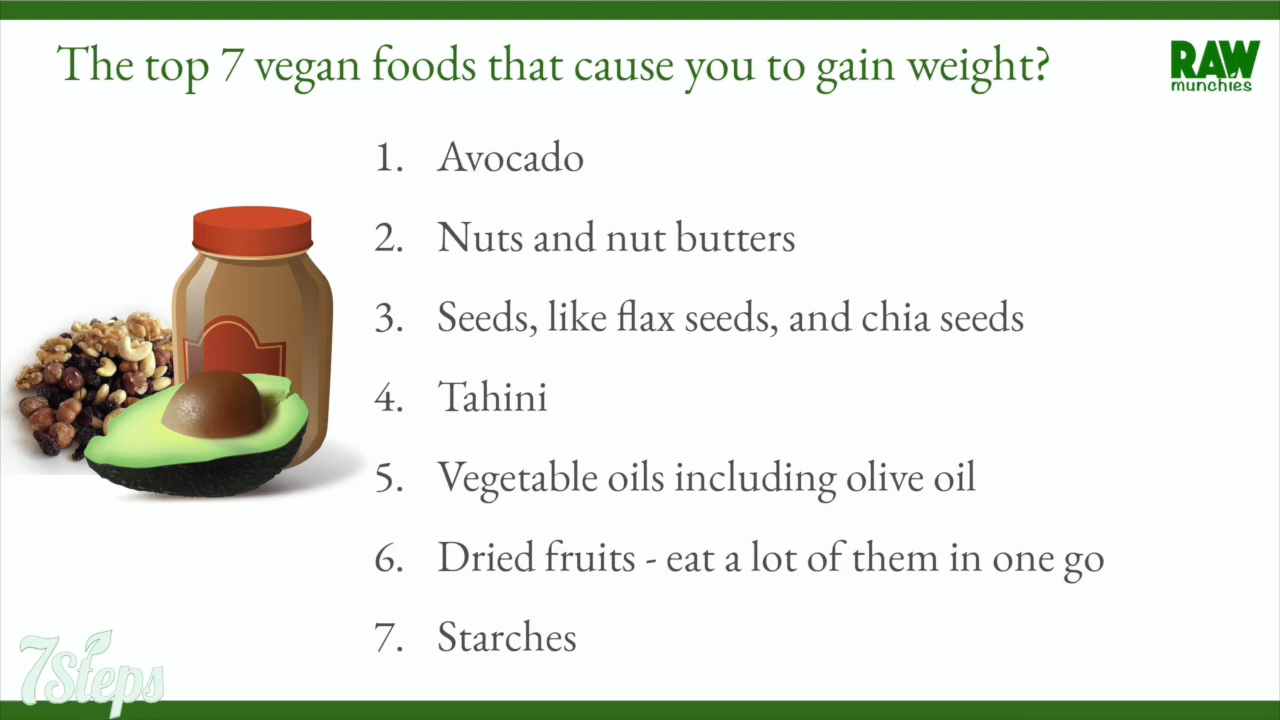 The top 7 vegan foods that cause you to gain weight?
RAW
munchies
1. Avocado
2. Nuts and nut butters
3. Seeds, like flax seeds, and chia seeds
4. Tahini
5. Vegetable oils including olive oil
6. Dried fruits - eat a lot of them in one go
7. Starches
7Steps